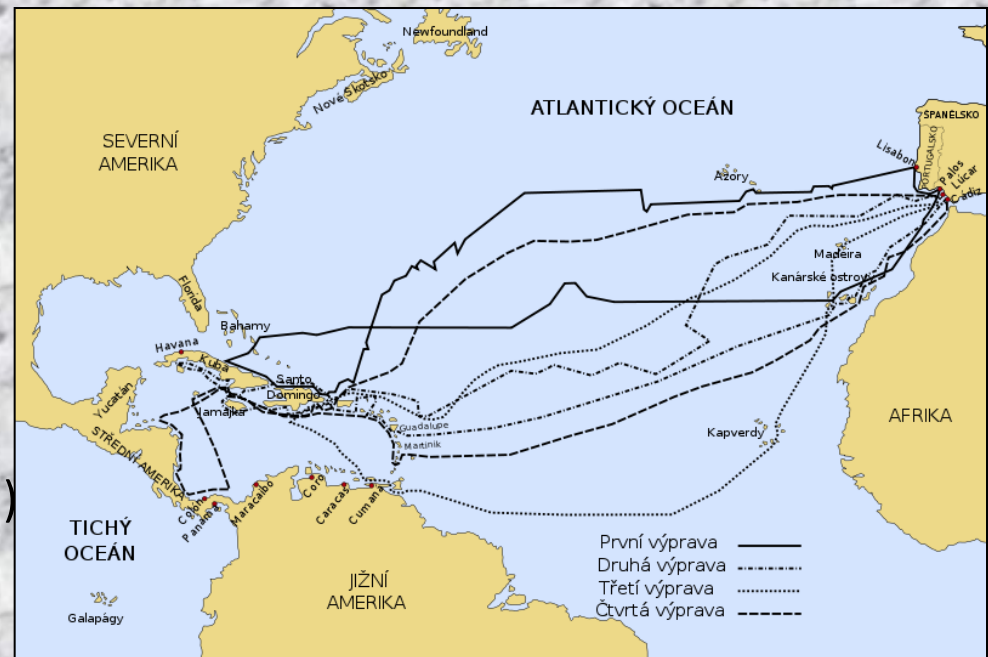 Newfoundland
Nové Skotsko
ATLANTICKÝ OCEÁN
SEVERNÍ
AMERIKA
ŠPANĚLSKO
PORTUGALSKO
Lisabon
Palos
Lúcar
Cádiz
Azory
Madeira
Kanárské ostrovy
Florida
Bahamy
Havana
Kuba
Santo
Domingo
Yucatán
Jamajka
Guadalupe
Martinik
Kapverdy
AFRIKA
STŘEDNÍ AMERIKA
Colón
Panama
Maracaibo
Coro
Caracas
Cumana
)
TICHÝ
OCEÁN
JIŽNÍ
AMERIKA
Galapágy
První výprava
Druhá výprava
Třetí výprava
Čtvrtá výprava